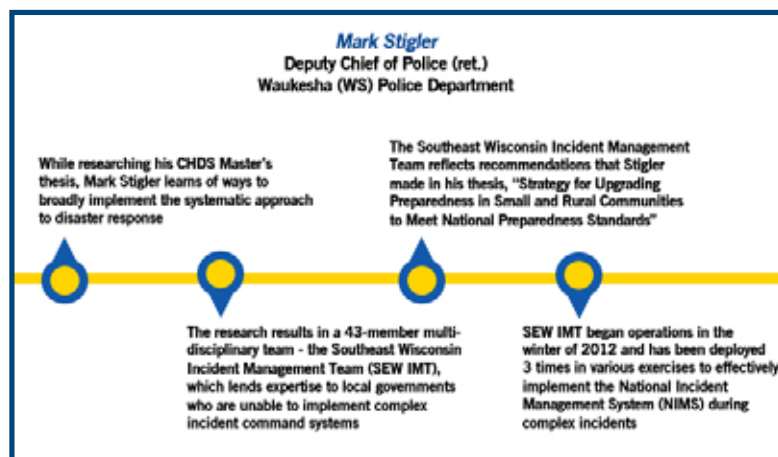 Mark Stigler
Deputy Chief of Police (ret.)
Waukesha (WS) Police Department
While researching his CHDS Master's
thesis, Mark Stigler learns of ways to
broadly implement the systematic approach
to disaster response
The research results in a 43-member multi-
disciplinary team - the Southeast Wisconsin
Incident Management Team (SEW IMT),
which lends expertise to local governments
who are unable to implement complex
incident command systems
The Southeast Wisconsin Incident Management
Team reflects recommendations that Stigler
made in his thesis, "Strategy for Upgrading
Preparedness in Small and Rural Communities
to Meet National Preparedness Standards"
SEW IMT began operations in the
winter of 2012 and has been deployed
3 times in various exercises to effectively
implement the National Incident
Management System (NIMS) during
complex incidents